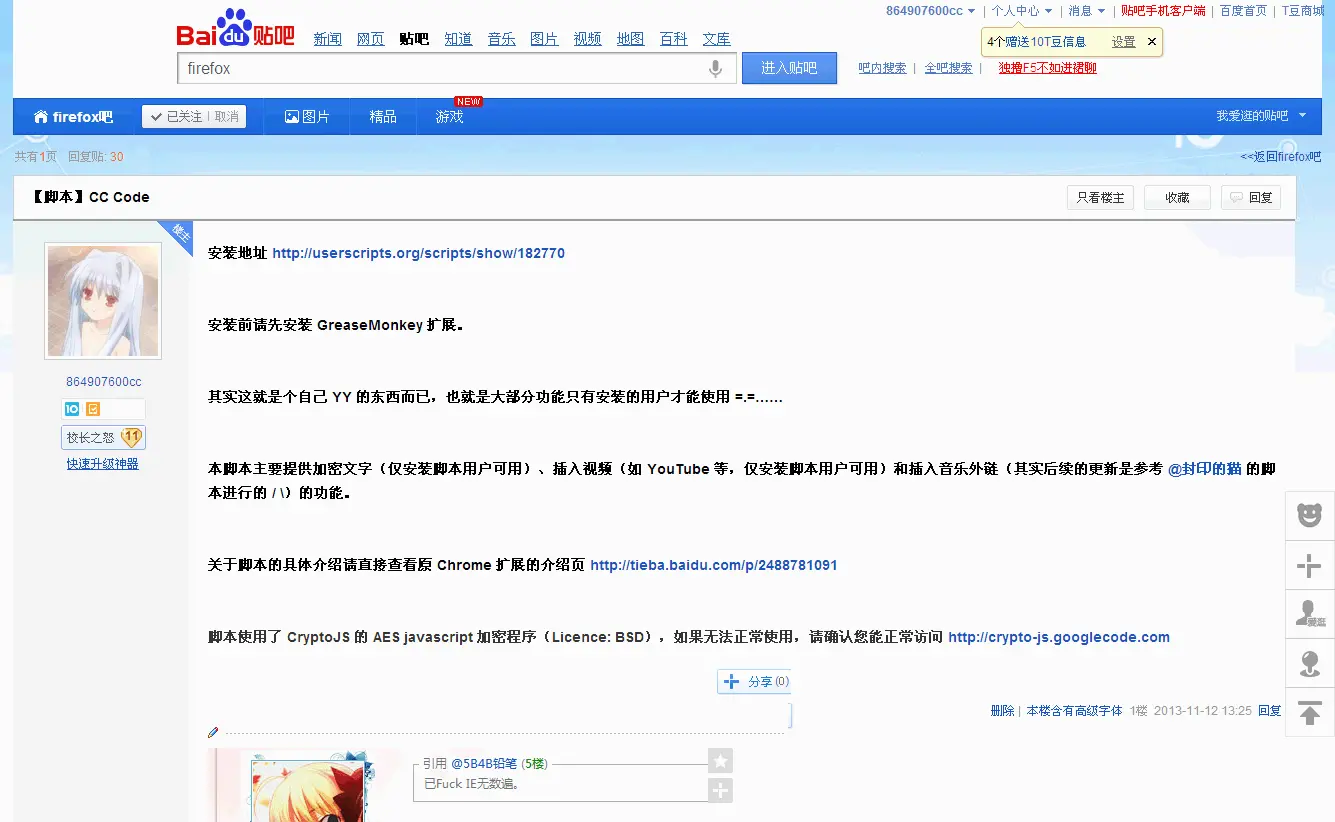 864907600cc | 个人中心 | 消息 | 贴吧手机客户端 | 百度首页 | T豆商城
Bai du 贴吧 新闻 网页 贴吧 知道 音乐 图片 视频 地图 百科 文库
4个赠送10T豆信息 设置 ×
firefox 进入贴吧 吧内搜索 | 全吧搜索 | 独撸F5不如进裙聊
NEW
firefox吧 已关注 | 取消 图片 精品 游戏 我爱逛的贴吧
共有1页 回复贴: 30 <<返回firefox吧
【脚本】CC Code 只看楼主 收藏 回复
楼主
安装地址 http://userscripts.org/scripts/show/182770
安装前请先安装 GreaseMonkey 扩展。
864907600cc
其实这就是个自己 YY 的东西而已，也就是大部分功能只有安装的用户才能使用 =.=......
10
校长之怒 11
快速升级神器
本脚本主要提供加密文字（仅安装脚本用户可用）、插入视频（如 YouTube 等，仅安装脚本用户可用）和插入音乐外链（其实后续的更新是参考 @封印的猫 的脚
本进行的 / \）的功能。
关于脚本的具体介绍请直接查看原 Chrome 扩展的介绍页 http://tieba.baidu.com/p/2488781091
爱逛
脚本使用了 CryptoJS 的 AES javascript 加密程序（Licence: BSD），如果无法正常使用，请确认您能正常访问 http://crypto-js.googlecode.com
分享 (0)
删除 | 本楼含有高级字体 1楼 2013-11-12 13:25 回复
引用 @5B4B铅笔 (5楼)
已Fuck IE无数遍。